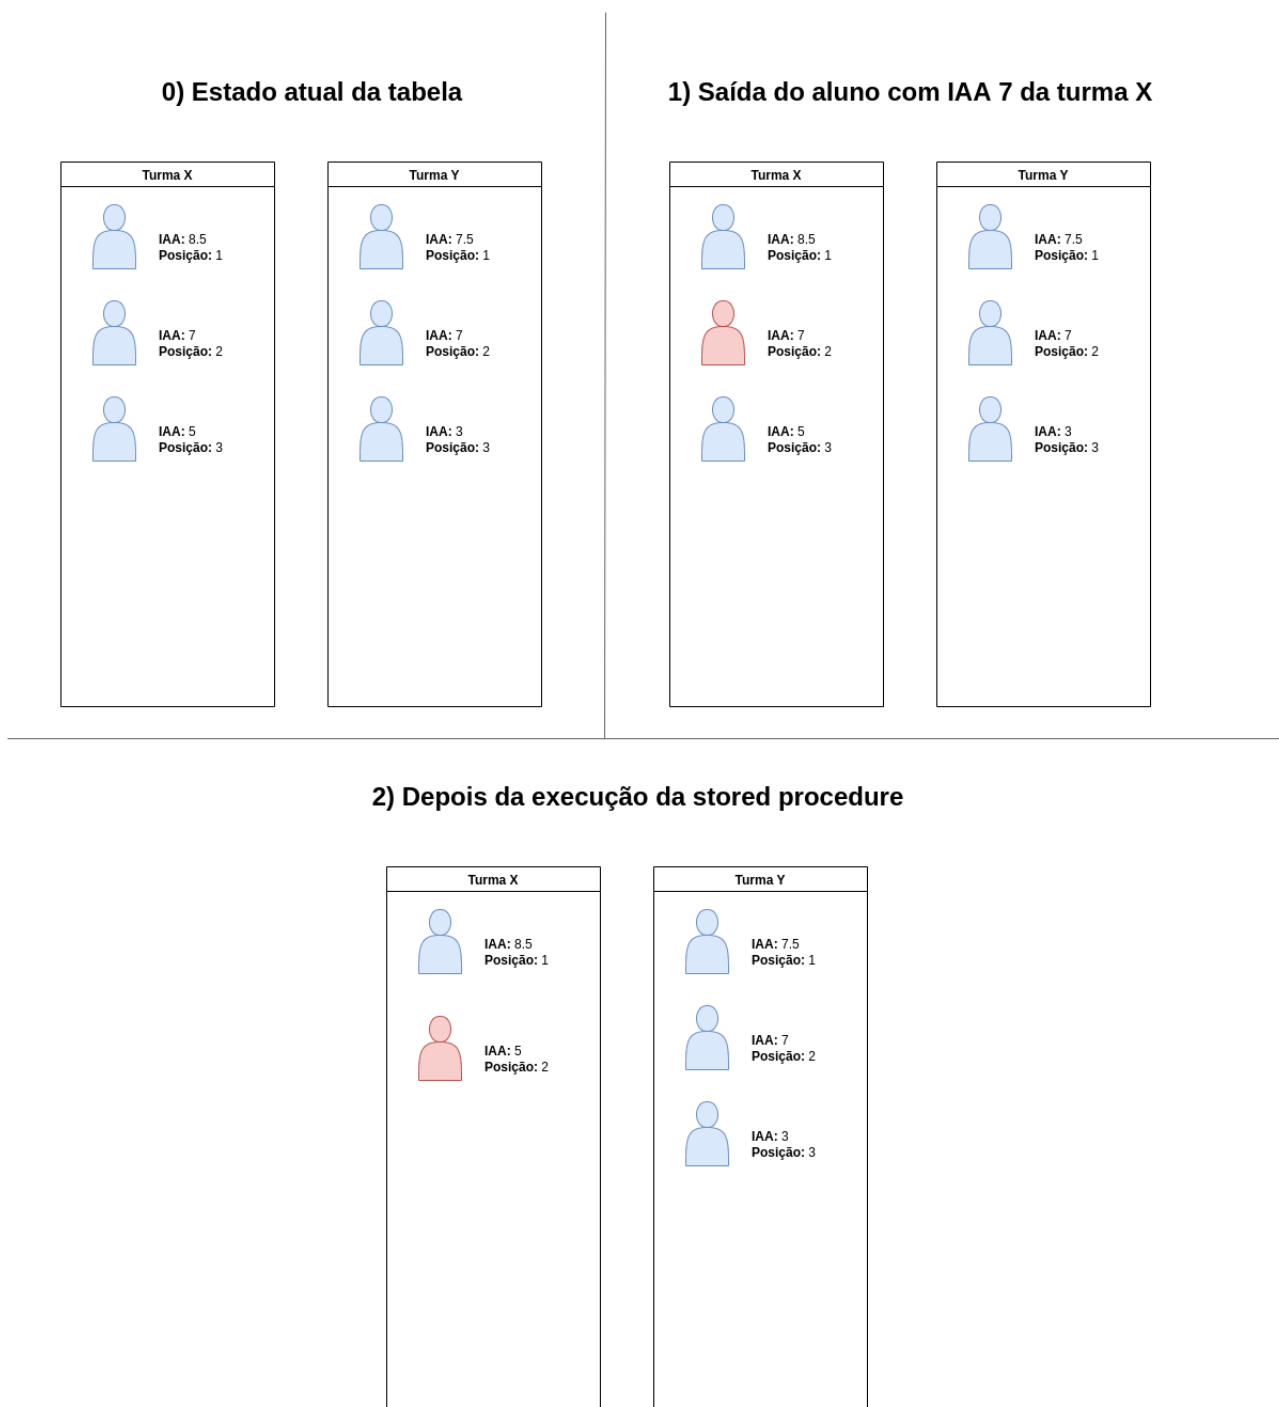 0) Estado atual da tabela
Turma X
IAA: 8.5
Posição: 1
IAA: 7
Posição: 2
IAA: 5
Posição: 3
Turma Y
IAA: 7.5
Posição: 1
IAA: 7
Posição: 2
IAA: 3
Posição: 3
1) Saída do aluno com IAA 7 da turma X
Turma X
IAA: 8.5
Posição: 1
IAA: 7
Posição: 2
IAA: 5
Posição: 3
Turma Y
IAA: 7.5
Posição: 1
IAA: 7
Posição: 2
IAA: 3
Posição: 3
2) Depois da execução da stored procedure
Turma X
IAA: 8.5
Posição: 1
IAA: 5
Posição: 2
Turma Y
IAA: 7.5
Posição: 1
IAA: 7
Posição: 2
IAA: 3
Posição: 3